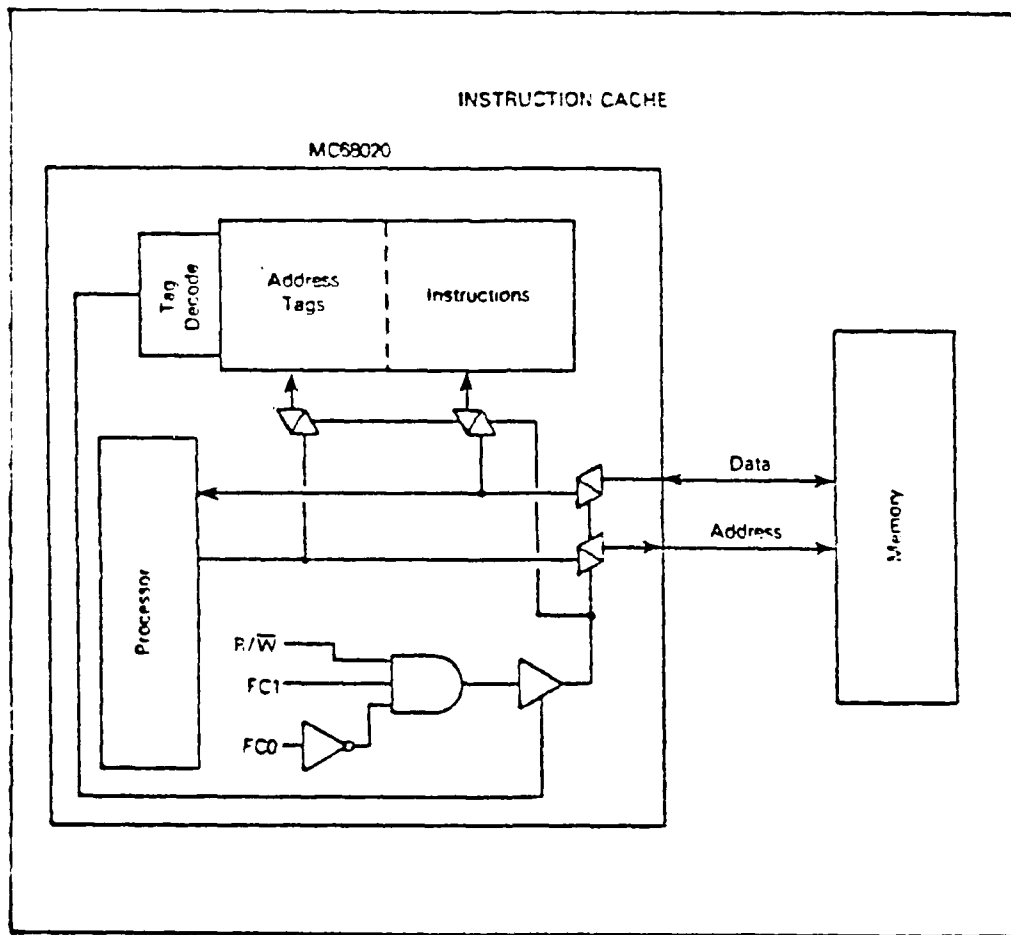 INSTRUCTION CACHE
MC68020
Tag
Decode
Address
Tags
Instructions
Data
Address
Memory
Processor
R/W̅
FC1
FC0